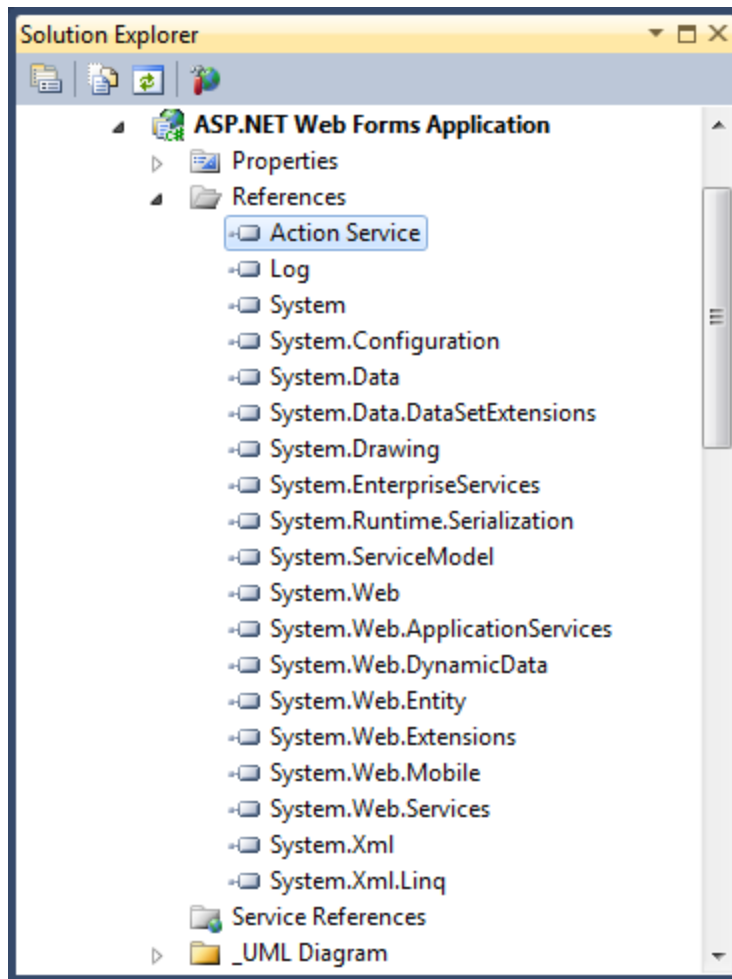 Solution Explorer
ASP.NET Web Forms Application
Properties
References
Action Service
Log
System
System.Configuration
System.Data
System.Data.DataSetExtensions
System.Drawing
System.EnterpriseServices
System.Runtime.Serialization
System.ServiceModel
System.Web
System.Web.ApplicationServices
System.Web.DynamicData
System.Web.Entity
System.Web.Extensions
System.Web.Mobile
System.Web.Services
System.Xml
System.Xml.Linq
Service References
_UML Diagram